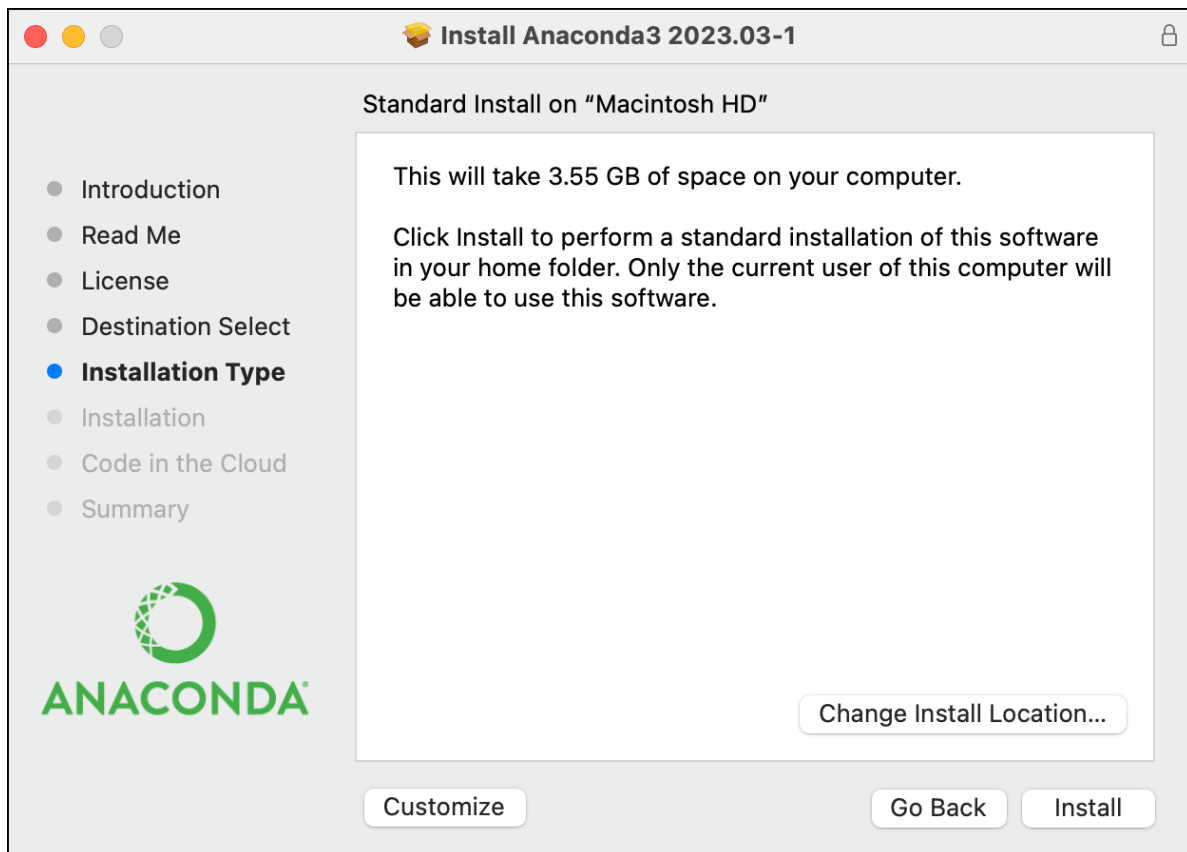 Install Anaconda3 2023.03-1
Standard Install on “Macintosh HD”
Introduction
Read Me
License
Destination Select
Installation Type
Installation
Code in the Cloud
Summary
ANACONDA®
This will take 3.55 GB of space on your computer.
Click Install to perform a standard installation of this software
in your home folder. Only the current user of this computer will
be able to use this software.
Change Install Location...
Customize
Go Back
Install